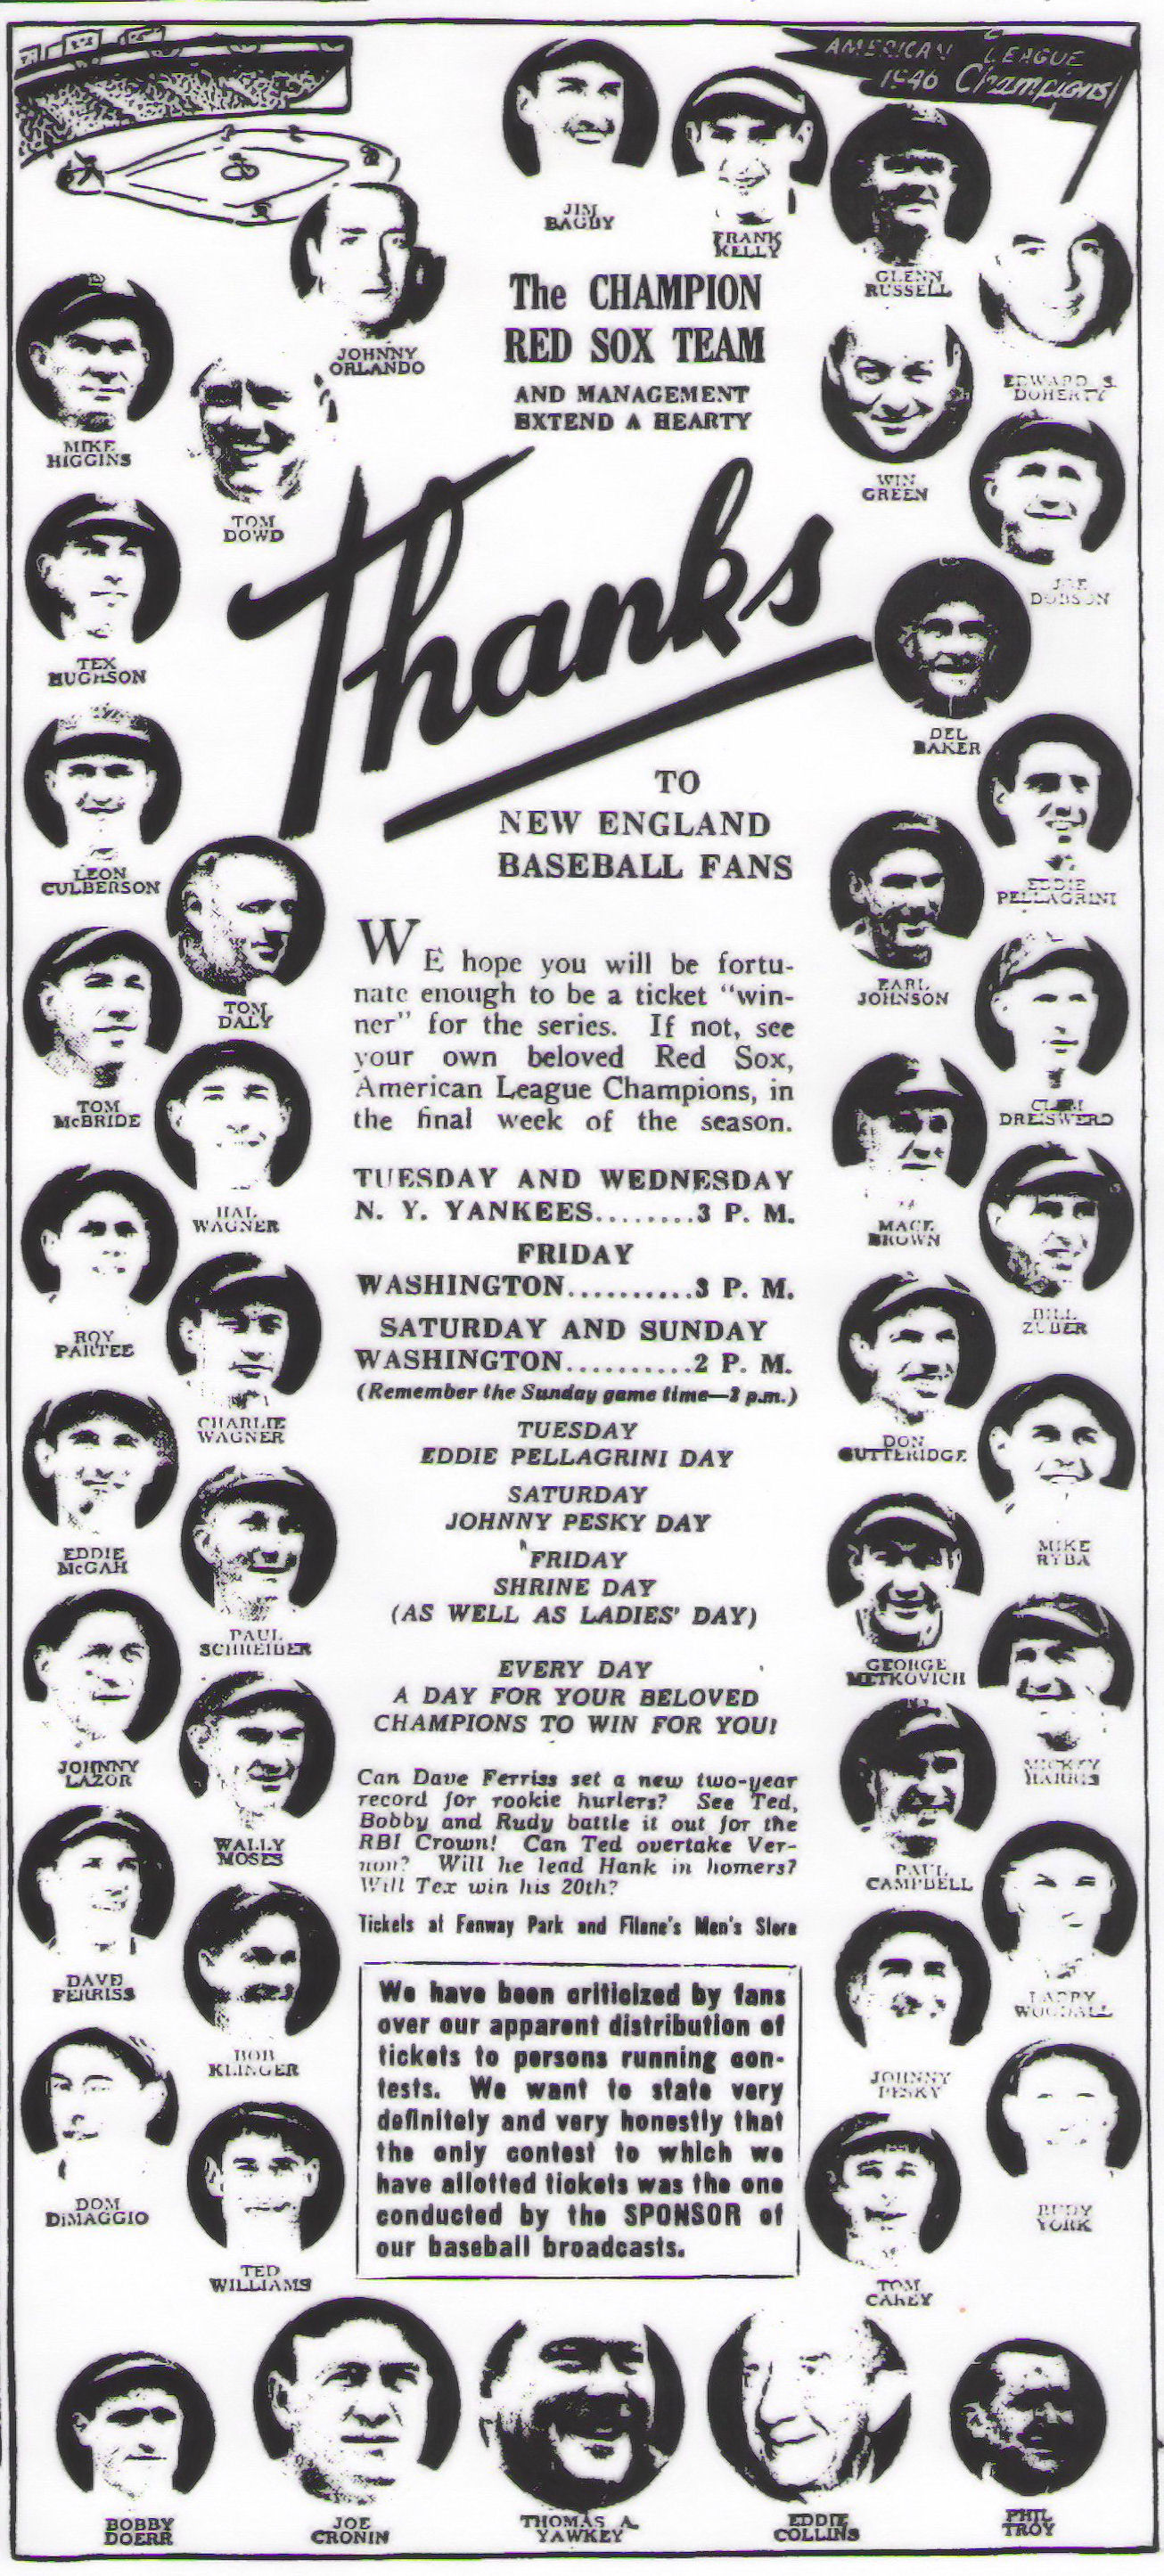 AMERICAN LEAGUE
1946 Champions
JIM
BAGBY
FRANK
KELLY
GLENN
RUSSELL
EDWARD S.
DOHERTY
JOHNNY
ORLANDO
The CHAMPION
RED SOX TEAM
AND MANAGEMENT
EXTEND A HEARTY
Thanks
TO
NEW ENGLAND
BASEBALL FANS
MIKE
HIGGINS
TOM
DOWD
WIN
GREEN
JOE
DOBSON
TEX
HUGHSON
DEL
BAKER
LEON
CULBERSON
EDDIE
PELLAGRINI
TOM
DALY
EARL
JOHNSON
TOM
McBRIDE
DREISWERD
HAL
WAGNER
MACE
BROWN
ROY
PARTEE
BILL
ZUBER
CHARLIE
WAGNER
DON
GUTTERIDGE
EDDIE
McGAH
MIKE
RYBA
PAUL
SCHREIBER
GEORGE
METKOVICH
JOHNNY
LAZOR
MICKEY
HARRIS
WALLY
MOSES
PAUL
CAMPBELL
DAVE
FERRISS
LARRY
WOODALL
BOB
KLINGER
JOHNNY
PESKY
DOM
DiMAGGIO
RUDY
YORK
TED
WILLIAMS
TOM
CAREY
WE hope you will be fortu-
nate enough to be a ticket "win-
ner" for the series. If not, see
your own beloved Red Sox,
American League Champions, in
the final week of the season.
TUESDAY AND WEDNESDAY
N. Y. YANKEES........3 P. M.
FRIDAY
WASHINGTON..........3 P. M.
SATURDAY AND SUNDAY
WASHINGTON..........2 P. M.
(Remember the Sunday game time—2 p.m.)
TUESDAY
EDDIE PELLAGRINI DAY
SATURDAY
JOHNNY PESKY DAY
FRIDAY
SHRINE DAY
(AS WELL AS LADIES' DAY)
EVERY DAY
A DAY FOR YOUR BELOVED
CHAMPIONS TO WIN FOR YOU!
Can Dave Ferriss set a new two-year
record for rookie hurlers? See Ted,
Bobby and Rudy battle it out for the
RBI Crown! Can Ted overtake Ver-
non? Will he lead Hank in homers?
Will Tex win his 20th?
Tickets at Fenway Park and Filene's Men's Store
We have been criticized by fans
over our apparent distribution of
tickets to persons running con-
tests. We want to state very
definitely and very honestly that
the only contest to which we
have allotted tickets was the one
conducted by the SPONSOR of
our baseball broadcasts.
BOBBY
DOERR
JOE
CRONIN
THOMAS A.
YAWKEY
EDDIE
COLLINS
PHIL
TROY